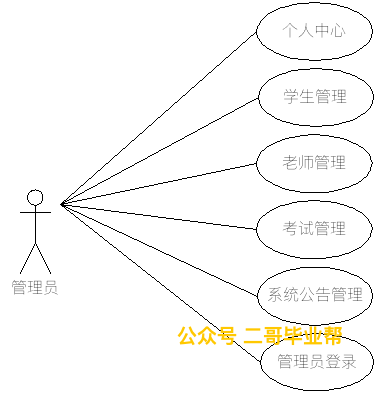 个人中心
学生管理
老师管理
考试管理
管理员
系统公告管理
公众号 二哥毕业帮
管理员登录